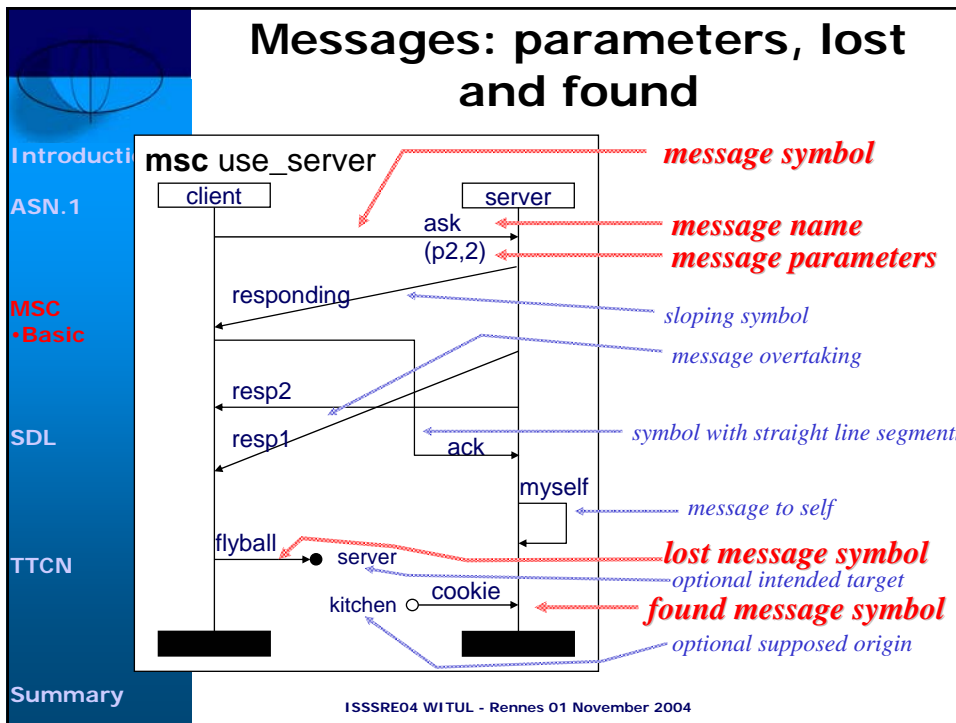 Messages: parameters, lost
and found
Introducti
ASN.1
MSC
•Basic
SDL
TTCN
Summary
msc use_server
client
server
ask
(p2,2)
responding
resp2
resp1
ack
myself
flyball
server
cookie
kitchen
message symbol
message name
message parameters
sloping symbol
message overtaking
symbol with straight line segment
message to self
lost message symbol
optional intended target
found message symbol
optional supposed origin
ISSSRE04 WITUL - Rennes 01 November 2004